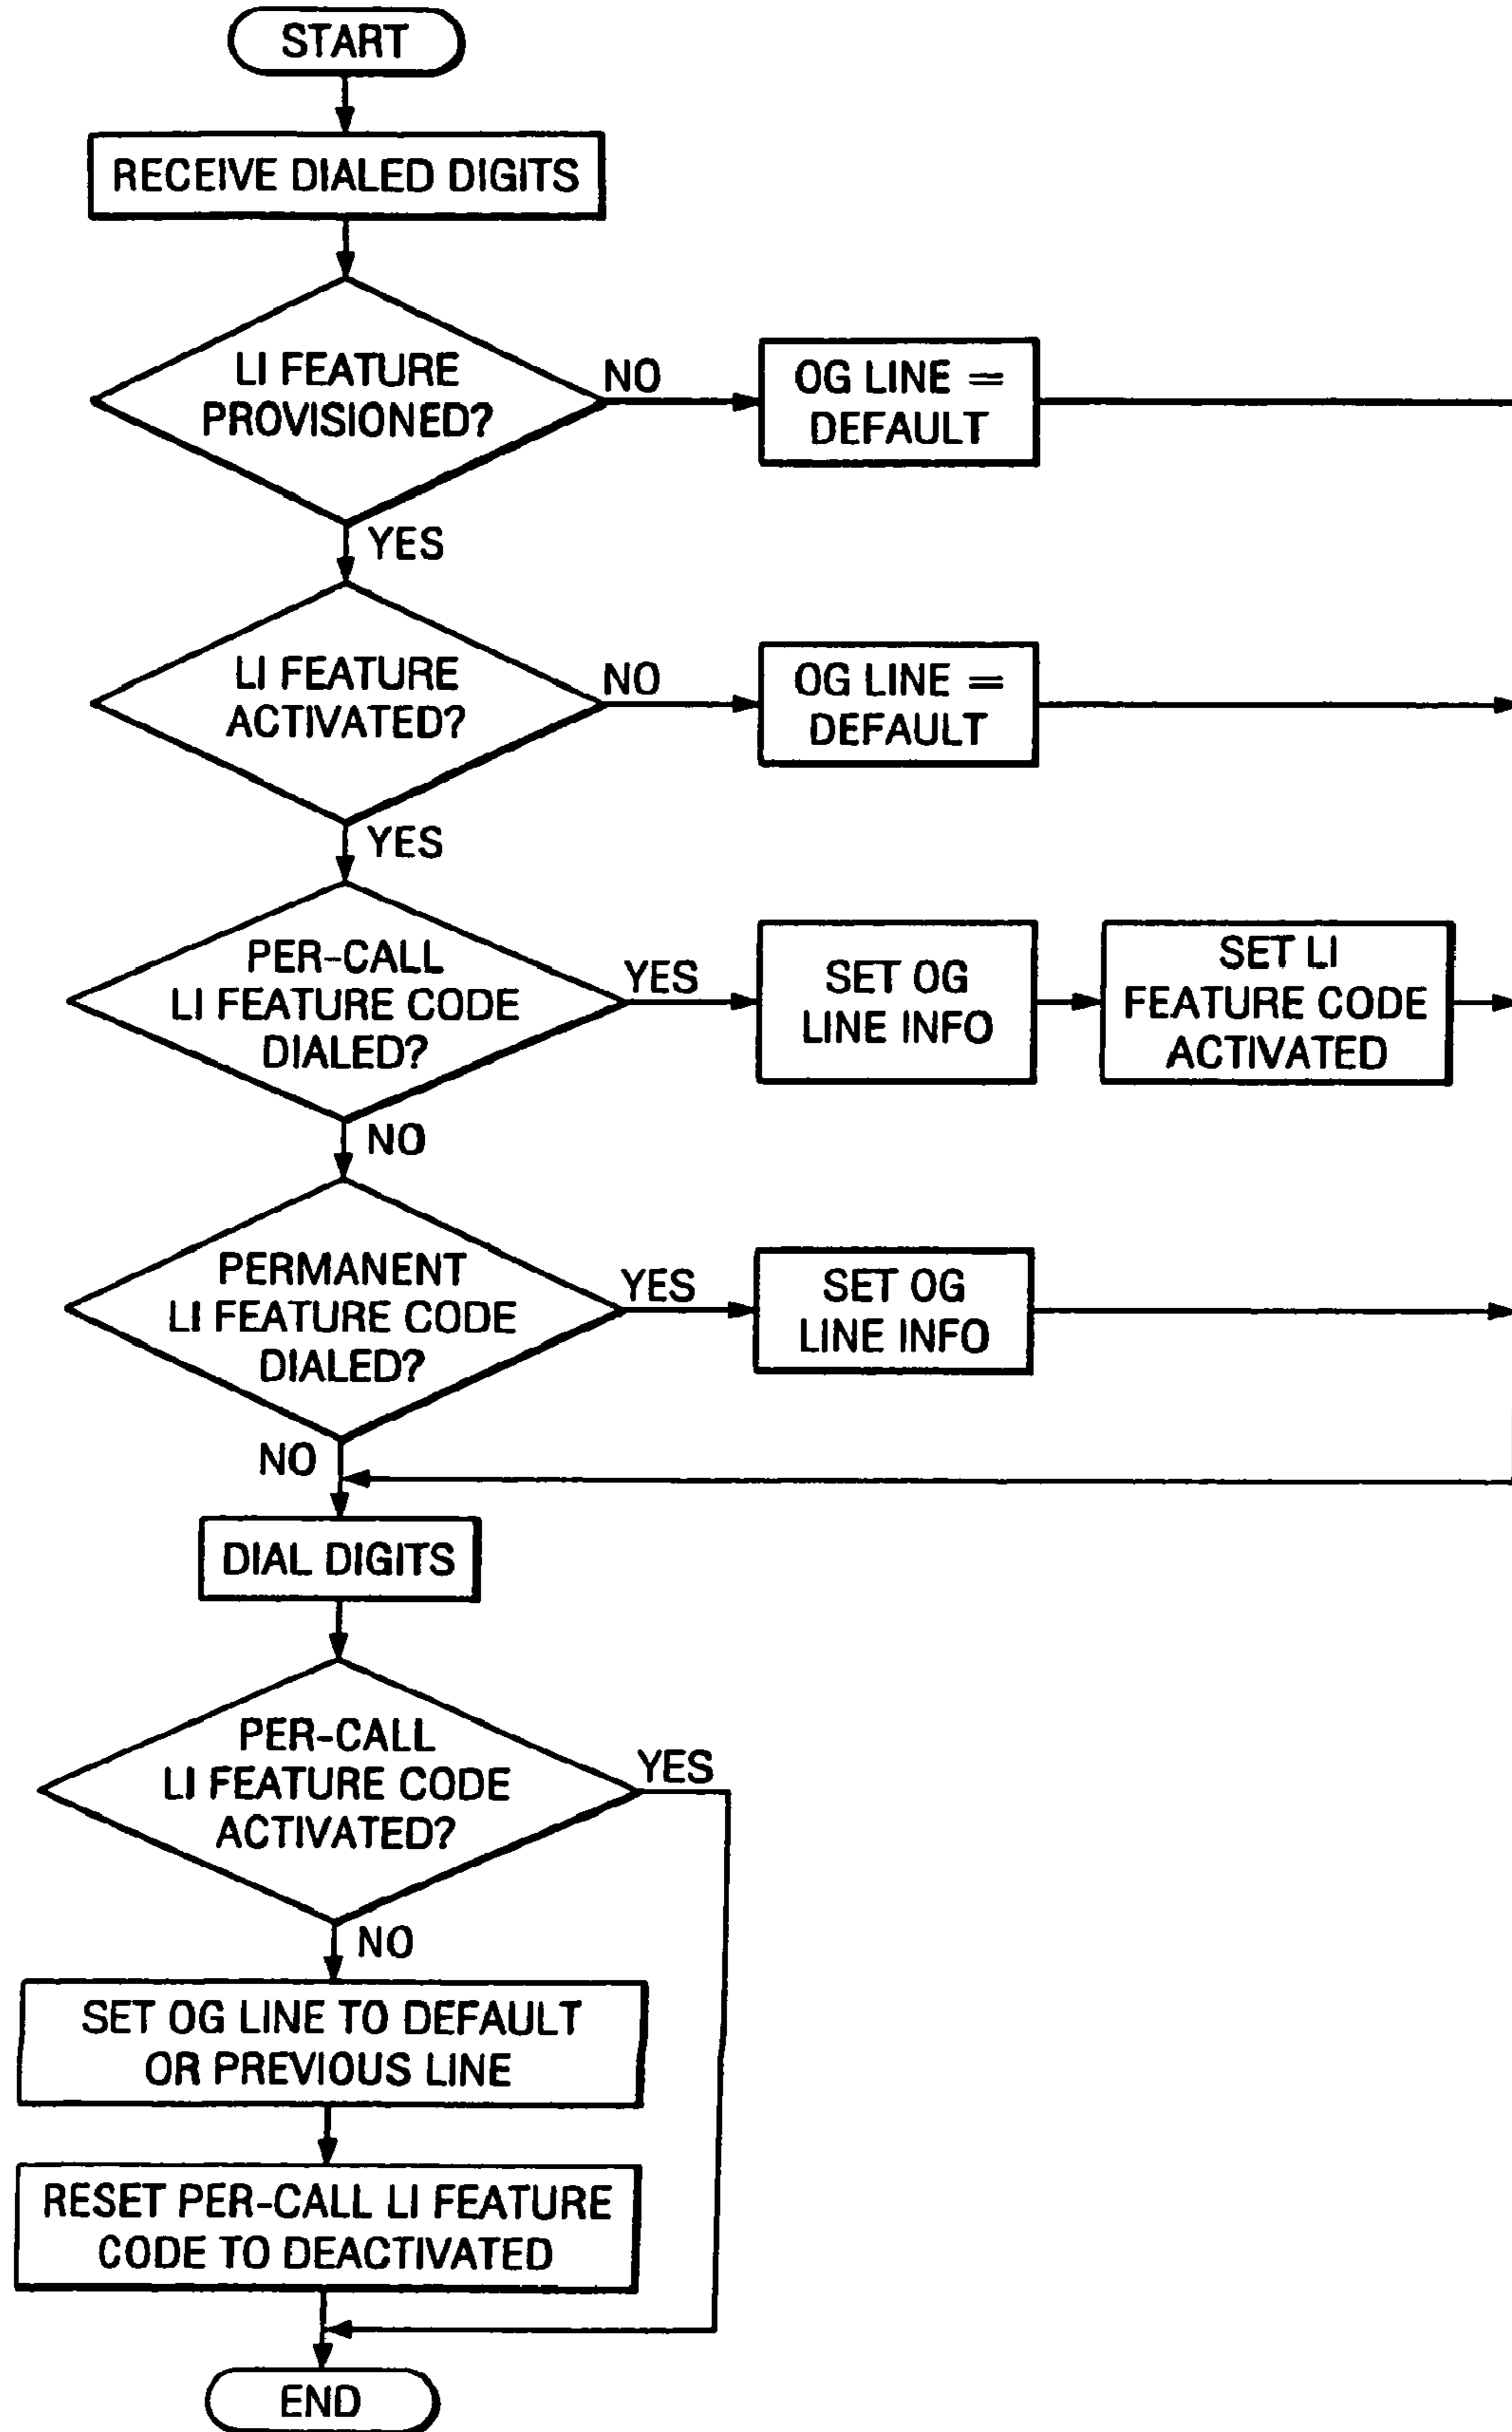 START
RECEIVE DIALED DIGITS
LI FEATURE
PROVISIONED?
NO
OG LINE =
DEFAULT
YES
LI FEATURE
ACTIVATED?
NO
OG LINE =
DEFAULT
YES
PER-CALL
LI FEATURE CODE
DIALED?
YES
SET OG
LINE INFO
SET LI
FEATURE CODE
ACTIVATED
NO
PERMANENT
LI FEATURE CODE
DIALED?
YES
SET OG
LINE INFO
NO
DIAL DIGITS
PER-CALL
LI FEATURE CODE
ACTIVATED?
YES
NO
SET OG LINE TO DEFAULT
OR PREVIOUS LINE
RESET PER-CALL LI FEATURE
CODE TO DEACTIVATED
END